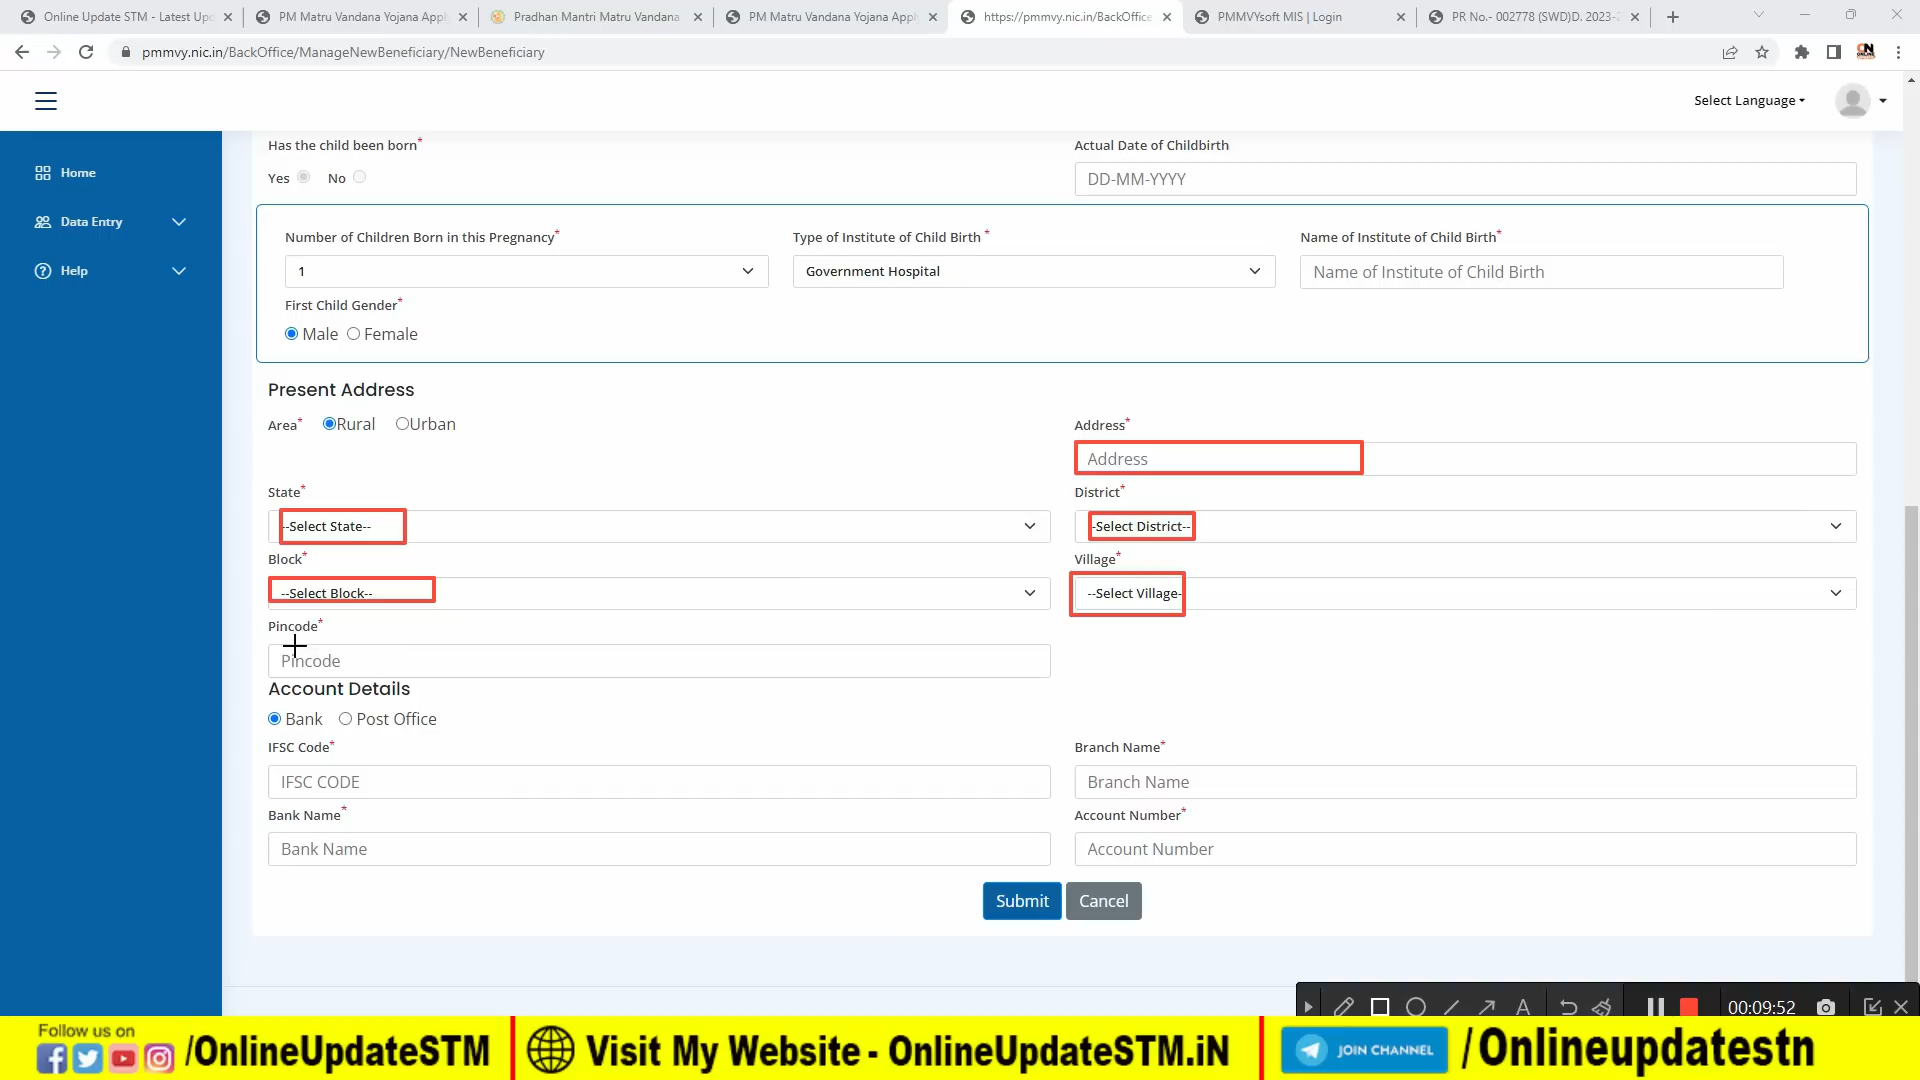 Online Update STM - Latest Upd
PM Matru Vandana Yojana Appl
Pradhan Mantri Matru Vandana
PM Matru Vandana Yojana Appl
https://pmmvy.nic.in/BackOffice
PMMVYsoft MIS | Login
PR No.- 002778 (SWD)D. 2023-2
pmmvy.nic.in/BackOffice/ManageNewBeneficiary/NewBeneficiary
Select Language
Home
Data Entry
Help
Has the child been born*
Actual Date of Childbirth
Yes No
DD-MM-YYYY
Number of Children Born in this Pregnancy*
Type of Institute of Child Birth *
Name of Institute of Child Birth*
1
Government Hospital
Name of Institute of Child Birth
First Child Gender*
Male Female
Present Address
Area* Rural Urban
Address*
Address
State*
District*
--Select State--
-Select District--
Block*
Village*
--Select Block--
--Select Village-
Pincode*
Pincode
Account Details
Bank Post Office
IFSC Code*
Branch Name*
IFSC CODE
Branch Name
Bank Name*
Account Number*
Bank Name
Account Number
Submit Cancel
00:09:52
Follow us on
/OnlineUpdateSTM
Visit My Website - OnlineUpdateSTM.iN
JOIN CHANNEL
/Onlineupdatestn